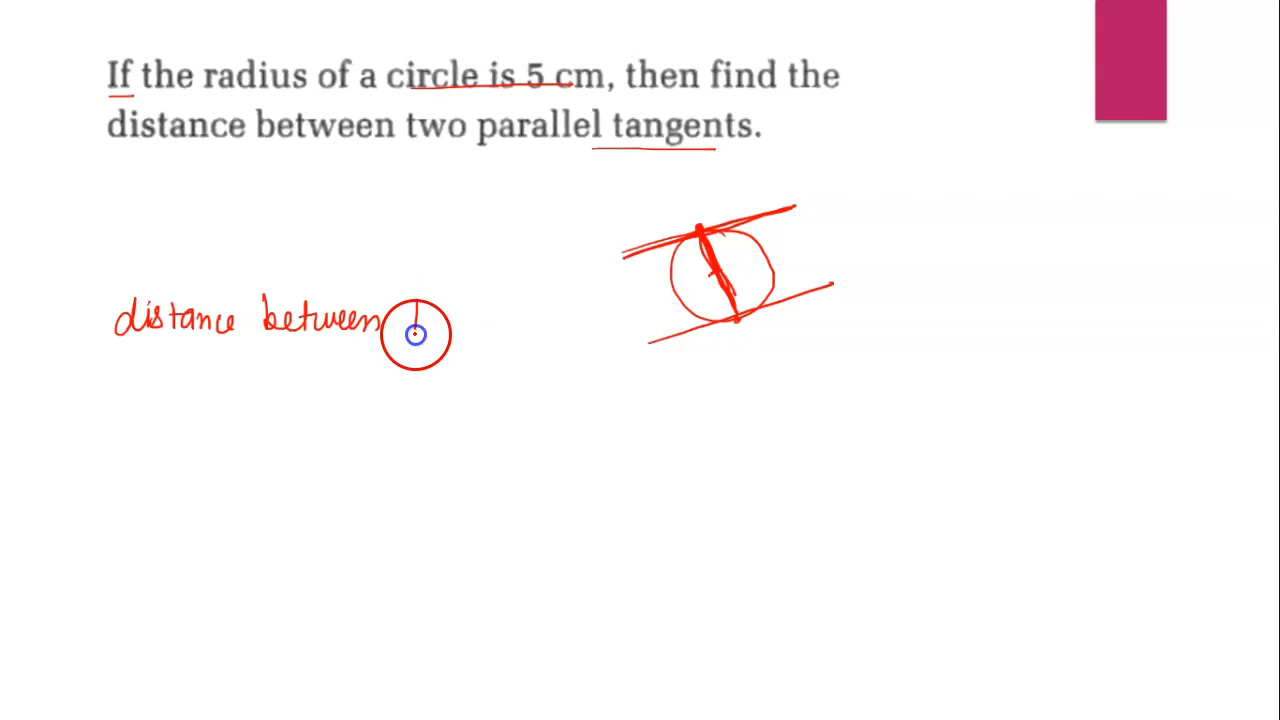 If the radius of a circle is 5 cm, then find the
distance between two parallel tangents.
distance between